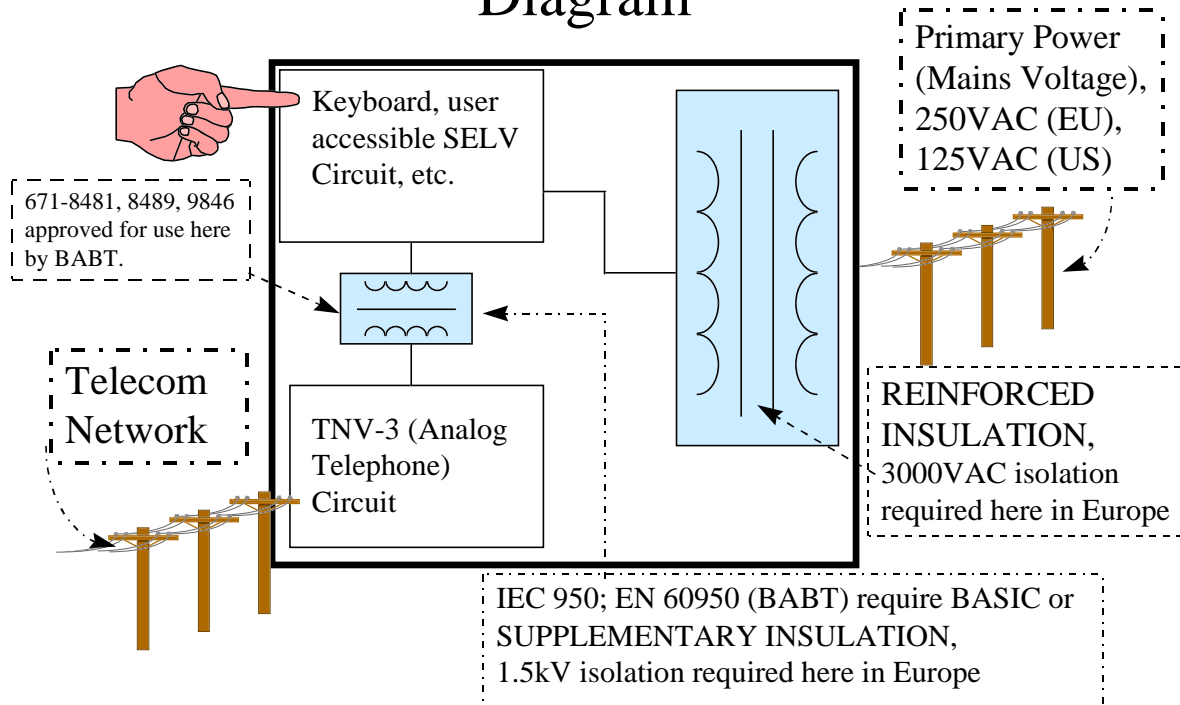 Diagram
Primary Power
(Mains Voltage),
250VAC (EU),
125VAC (US)
Keyboard, user
accessible SELV
Circuit, etc.
671-8481, 8489, 9846
approved for use here
by BABT.
Telecom
Network
TNV-3 (Analog
Telephone)
Circuit
REINFORCED
INSULATION,
3000VAC isolation
required here in Europe
IEC 950; EN 60950 (BABT) require BASIC or
SUPPLEMENTARY INSULATION,
1.5kV isolation required here in Europe